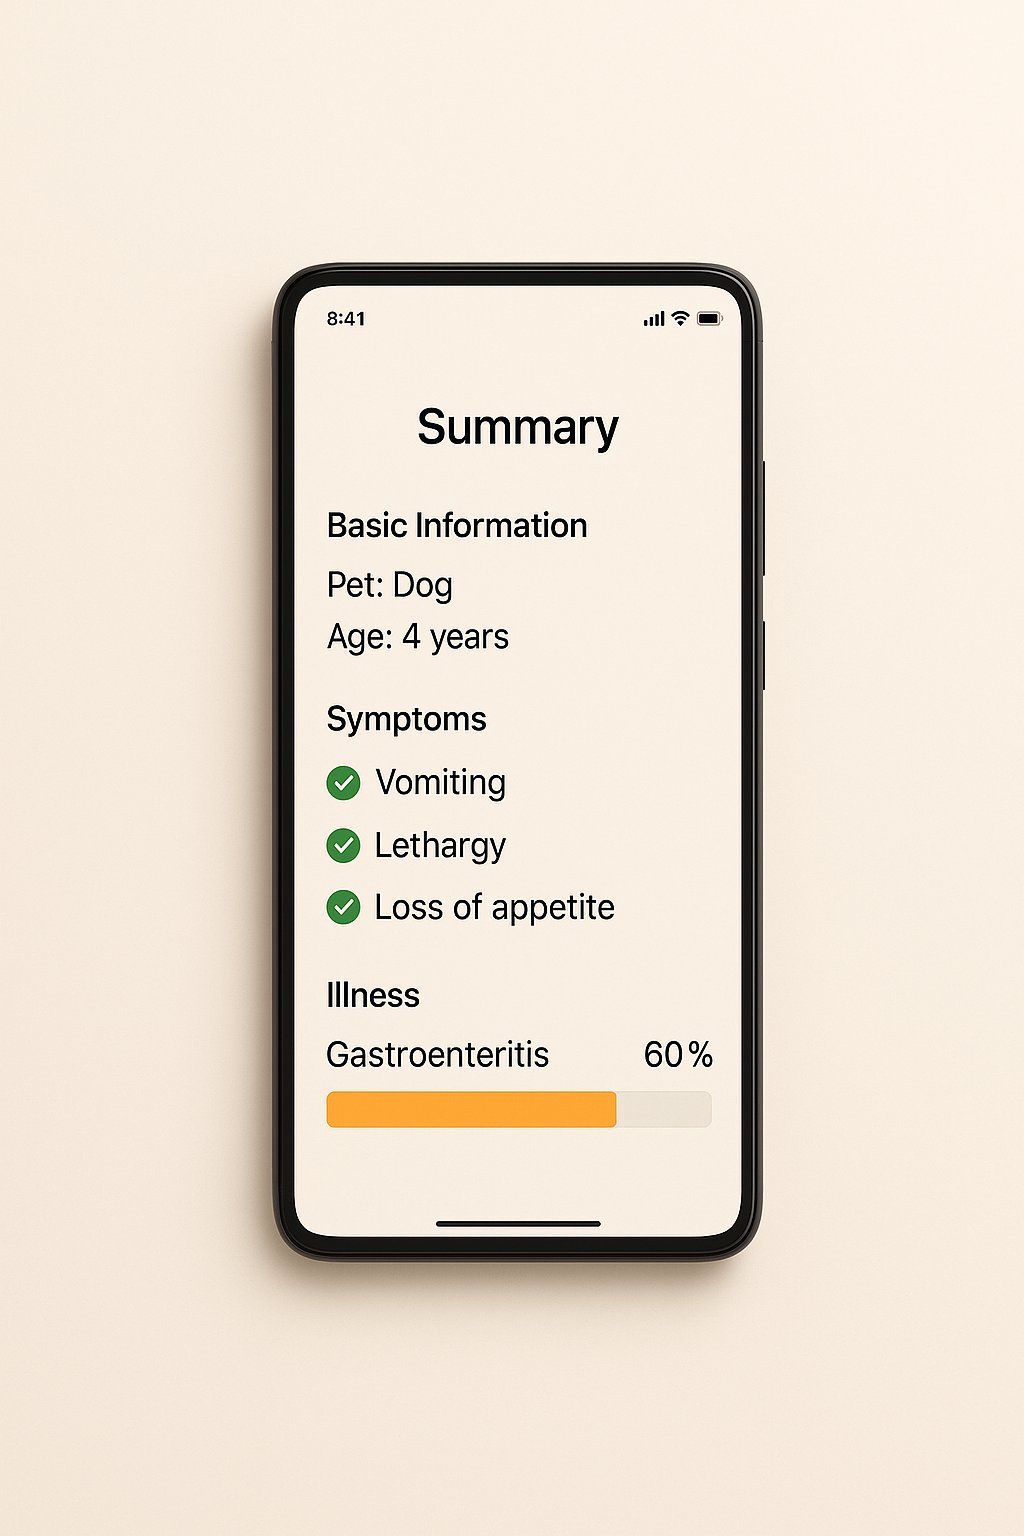 8:41
Summary
Basic Information
Pet: Dog
Age: 4 years
Symptoms
Vomiting
Lethargy
Loss of appetite
Illness
Gastroenteritis 60%